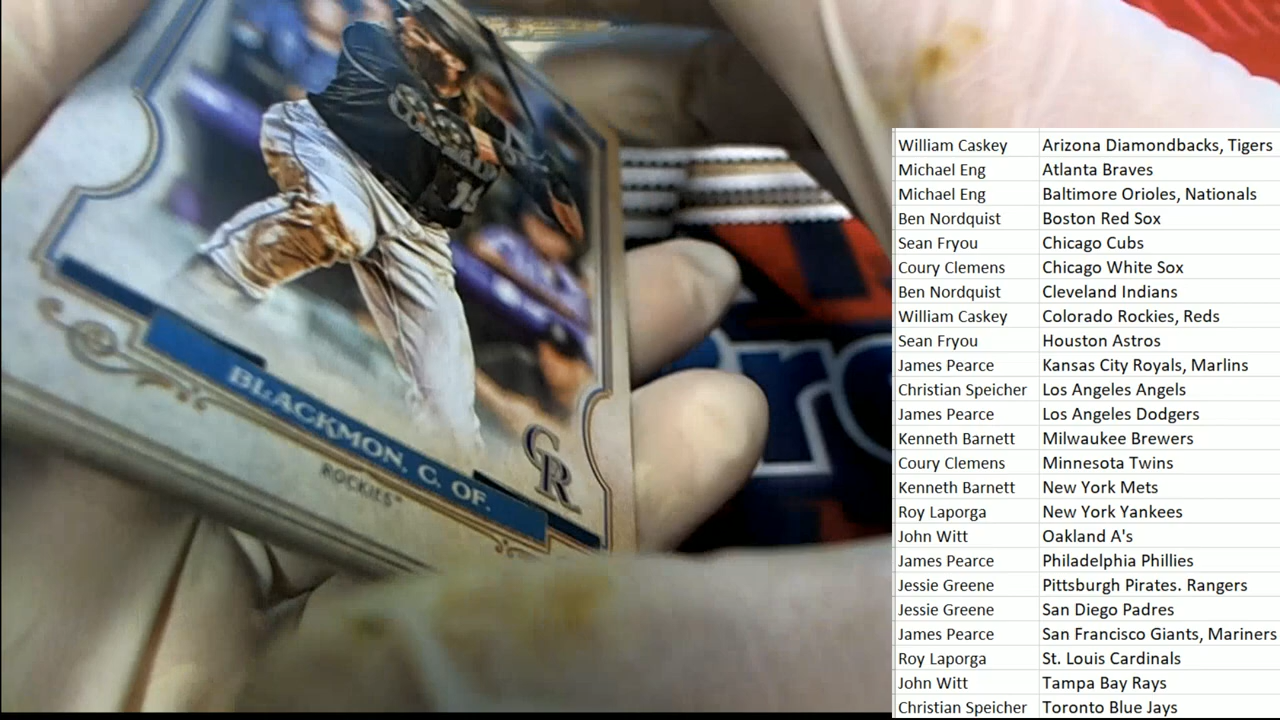 BLACKMON, C. OF.
ROCKIES™
CR
William Caskey Arizona Diamondbacks, Tigers
Michael Eng Atlanta Braves
Michael Eng Baltimore Orioles, Nationals
Ben Nordquist Boston Red Sox
Sean Fryou Chicago Cubs
Coury Clemens Chicago White Sox
Ben Nordquist Cleveland Indians
William Caskey Colorado Rockies, Reds
Sean Fryou Houston Astros
James Pearce Kansas City Royals, Marlins
Christian Speicher Los Angeles Angels
James Pearce Los Angeles Dodgers
Kenneth Barnett Milwaukee Brewers
Coury Clemens Minnesota Twins
Kenneth Barnett New York Mets
Roy Laporga New York Yankees
John Witt Oakland A's
James Pearce Philadelphia Phillies
Jessie Greene Pittsburgh Pirates. Rangers
Jessie Greene San Diego Padres
James Pearce San Francisco Giants, Mariners
Roy Laporga St. Louis Cardinals
John Witt Tampa Bay Rays
Christian Speicher Toronto Blue Jays